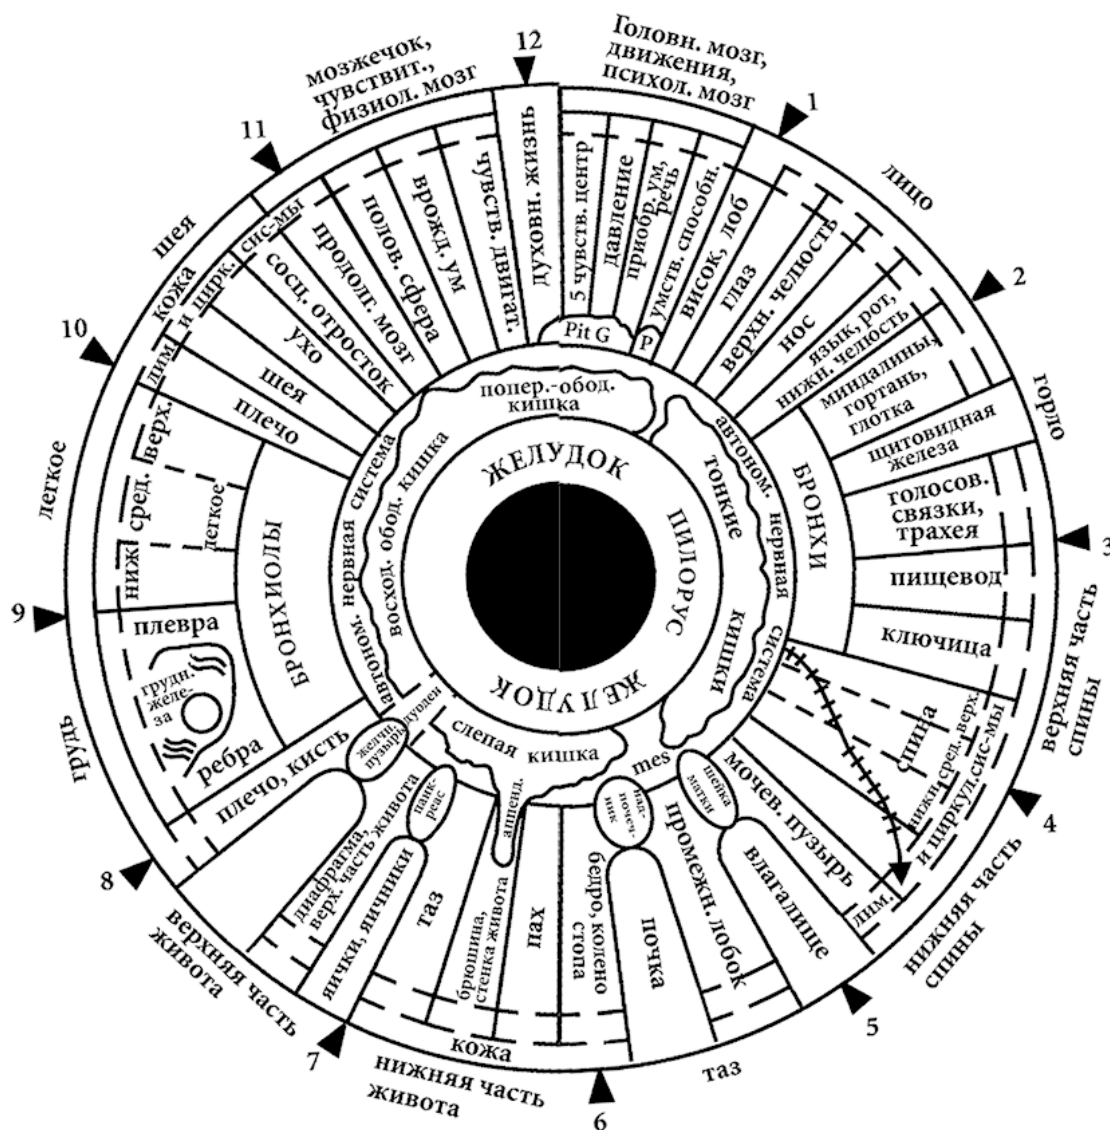 12
Головн. мозг,
движения,
психол. мозг
1
лицо
2
горло
3
верхняя часть
спины
4
нижняя часть
спины
5
таз
6
нижняя часть
живота
7
верхняя часть
живота
8
грудь
9
легкое
10
шея
11
мозжечок,
чувствит.,
физиол. мозг
духовн. жизнь
5 чувств. центр
давление
приобр. ум,
речь
умств. способн.
висок, лоб
глаз
верхн. челюсть
нос
язык, рот,
нижн. челюсть
миндалины,
гортань,
глотка
щитовидная
железа
голосов.
связки,
трахея
пищевод
ключица
спина
верх.
сред.
нижн.
лим.
и циркул. сис-мы
мочев. пузырь
влагалище
шейка
матки
промежн. лобок
почка
над-
почеч-
ник
mes
бедро, колено
стопа
пах
брюшина,
стенка живота
аппенд.
таз
кожа
яички, яичники
панк-
реас
диафрагма,
верх. часть живота
желчн.
пузырь
дуоден
плечо, кисть
ребра
грудн.
желе-
за
плевра
ниж.
сред.
верх.
легкое
плечо
шея
ухо
сосц. отросток
продолг. мозг
полов. сфера
врожд. ум
чувств. двигат.
кожа
лим.
и цирк.
сис-мы
Pit G
P
БРОНХИ
БРОНХИОЛЫ
автоном. нервная система
автоном. нервная система
попер.-обод.
кишка
восход. обод. кишка
тонкие
кишки
слепая кишка
ЖЕЛУДОК
ПИЛОРУС
ЖЕЛУДОК